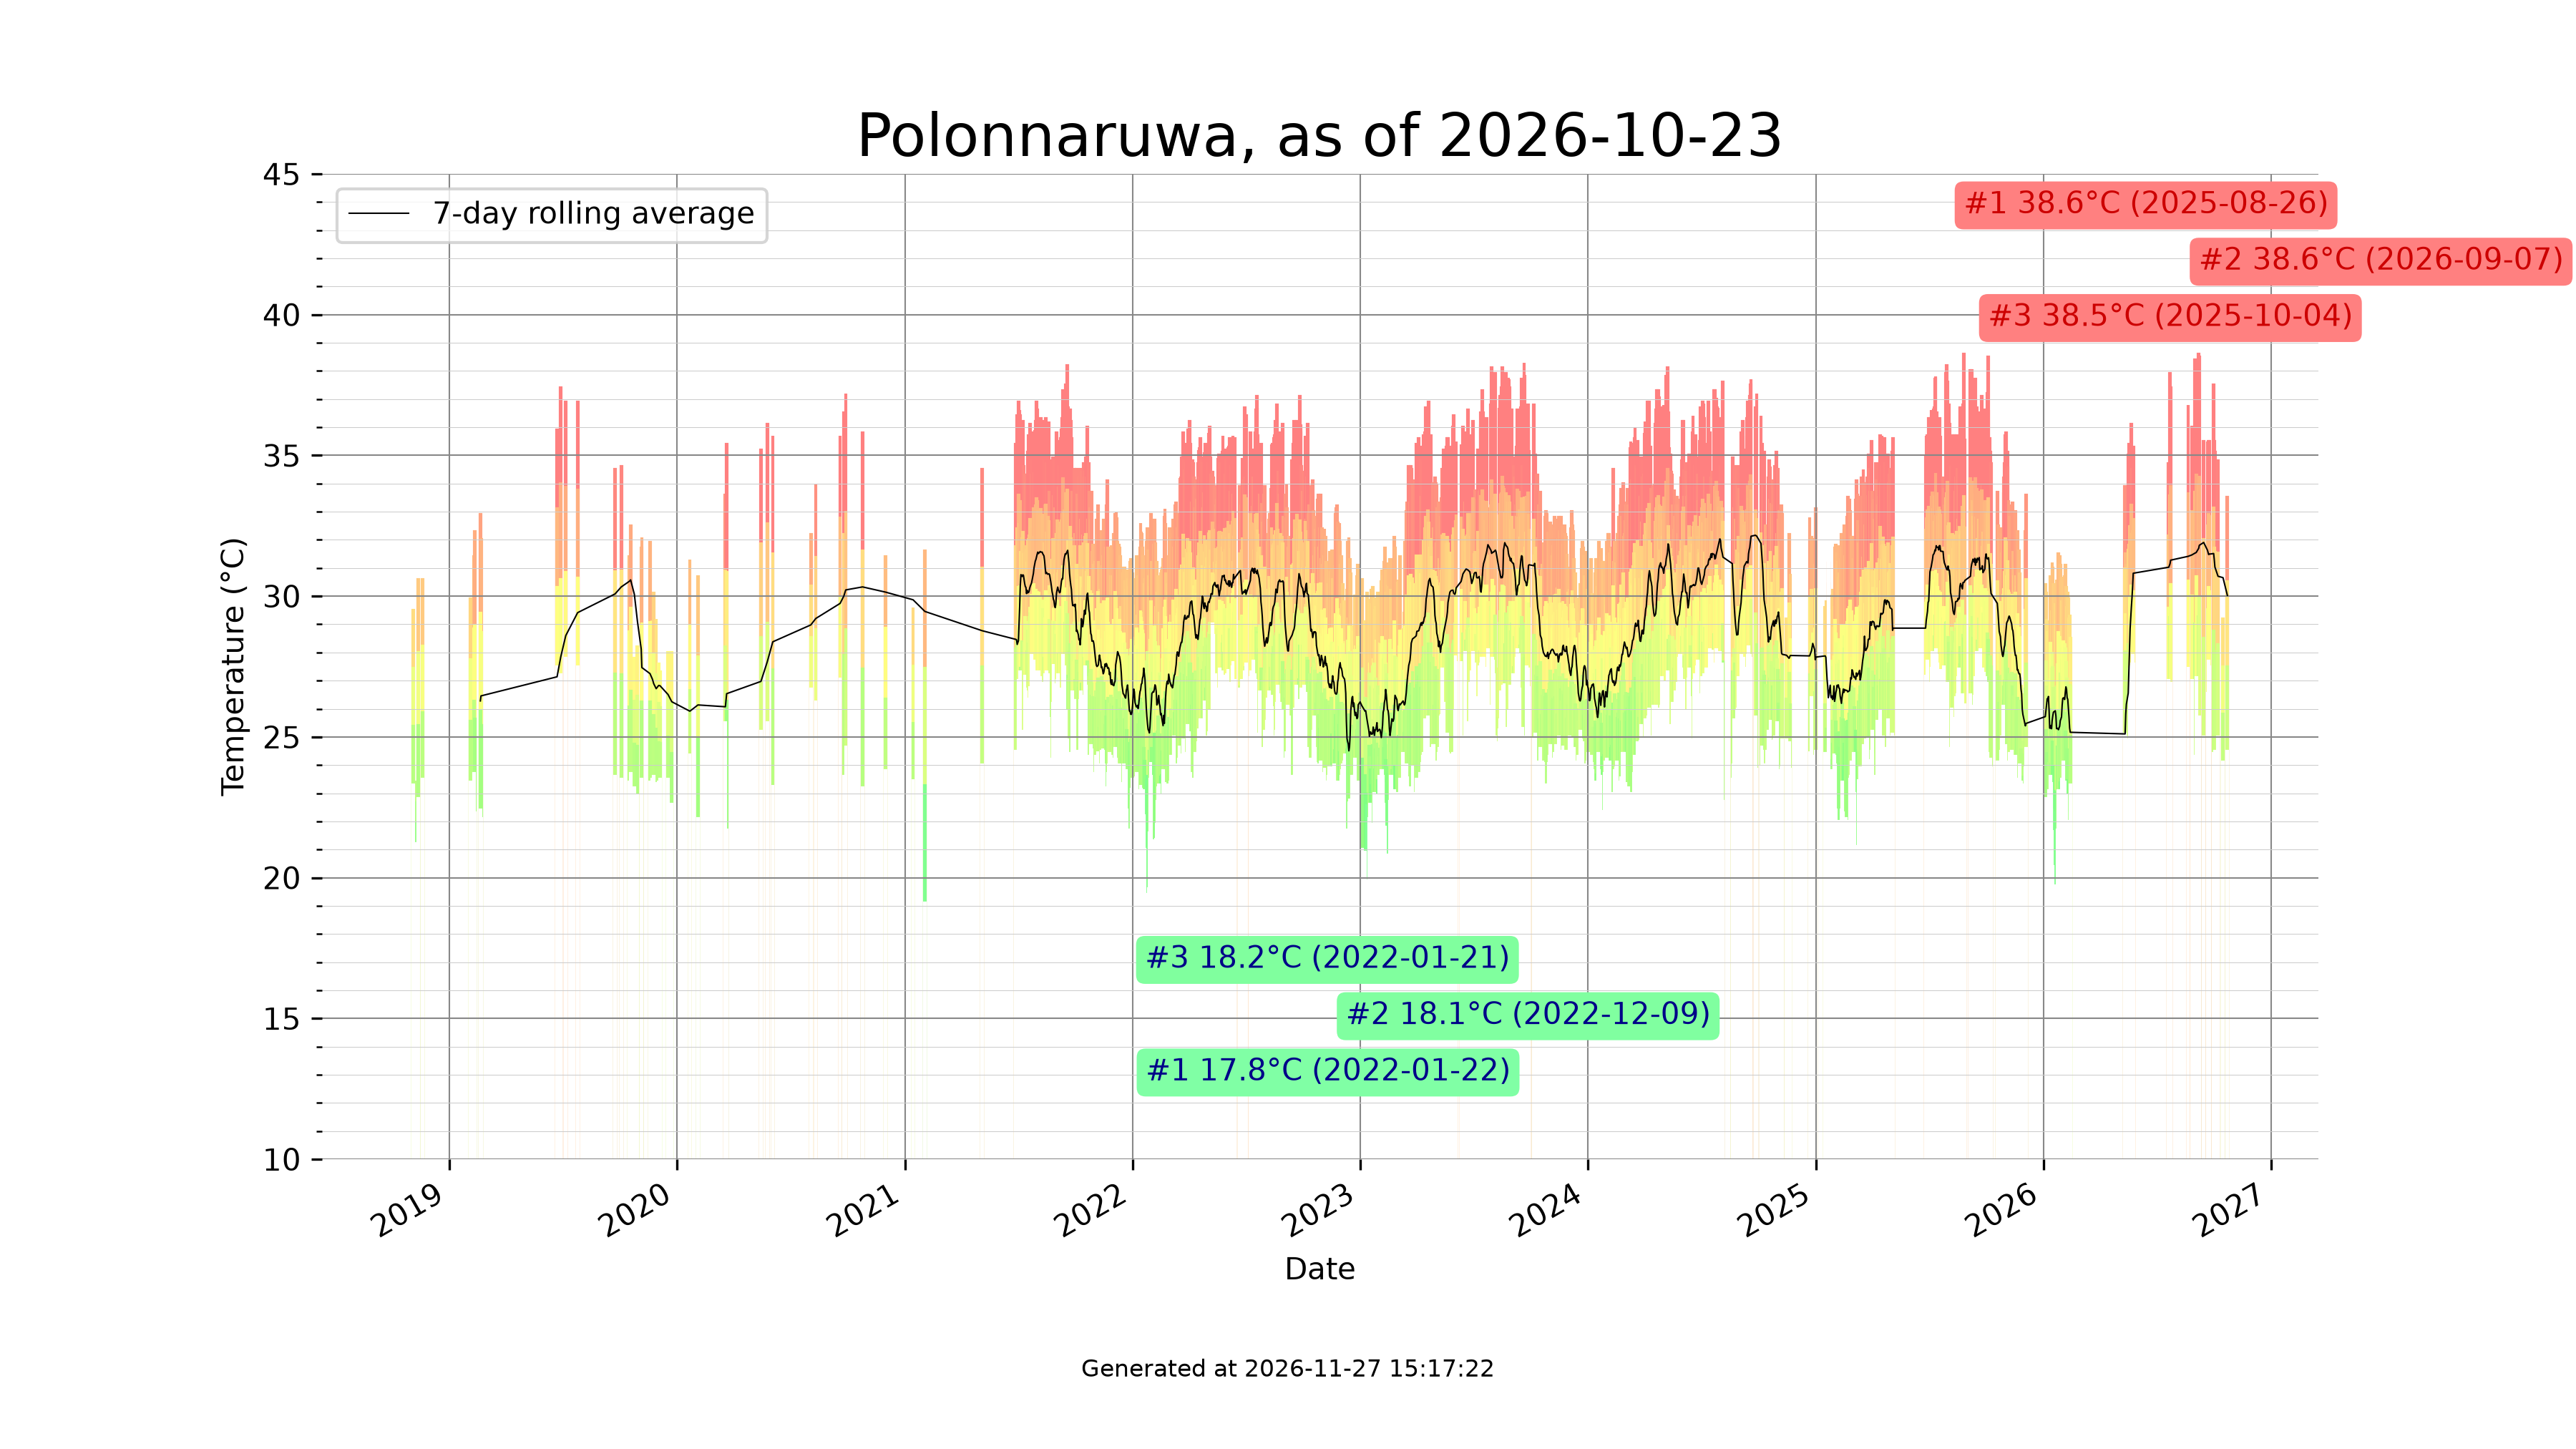 Polonnaruwa, as of 2026-10-23
7-day rolling average
#1 38.6°C (2025-08-26)
#2 38.6°C (2026-09-07)
#3 38.5°C (2025-10-04)
45
40
35
30
25
20
15
10
Temperature (°C)
#3 18.2°C (2022-01-21)
#2 18.1°C (2022-12-09)
#1 17.8°C (2022-01-22)
2019 2020 2021 2022 2023 2024 2025 2026 2027
Date
Generated at 2026-11-27 15:17:22